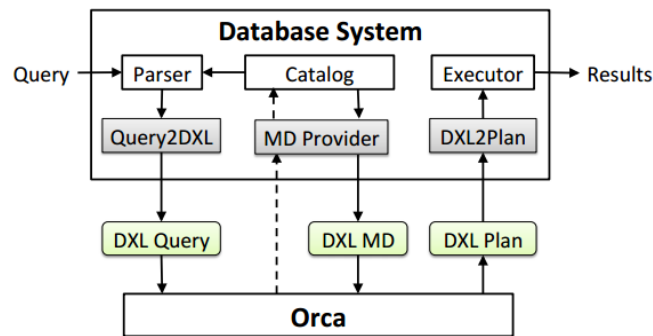 Database System
Query Parser Catalog Executor Results
Query2DXL MD Provider DXL2Plan
DXL Query DXL MD DXL Plan
Orca